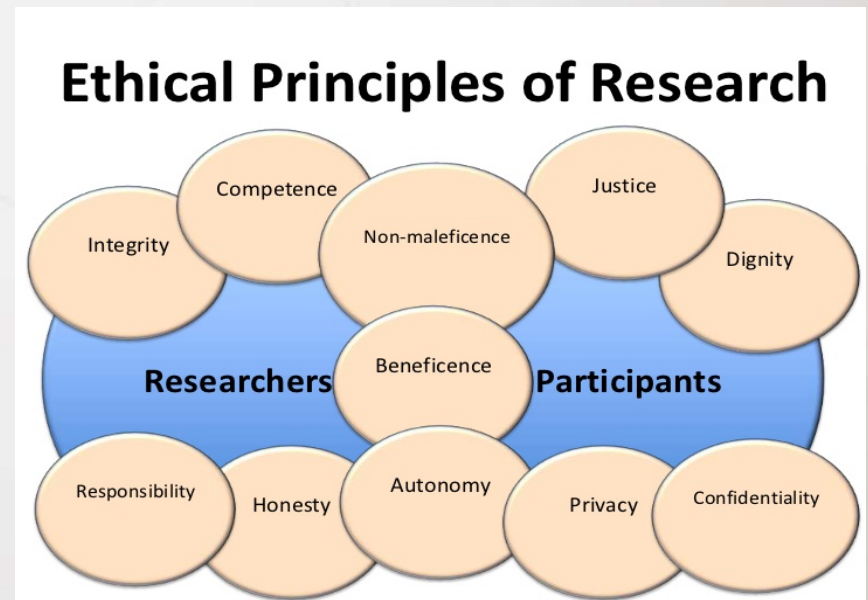 Ethical Principles of Research
Competence
Justice
Integrity
Non-maleficence
Dignity
Researchers
Beneficence
Participants
Responsibility
Honesty
Autonomy
Privacy
Confidentiality